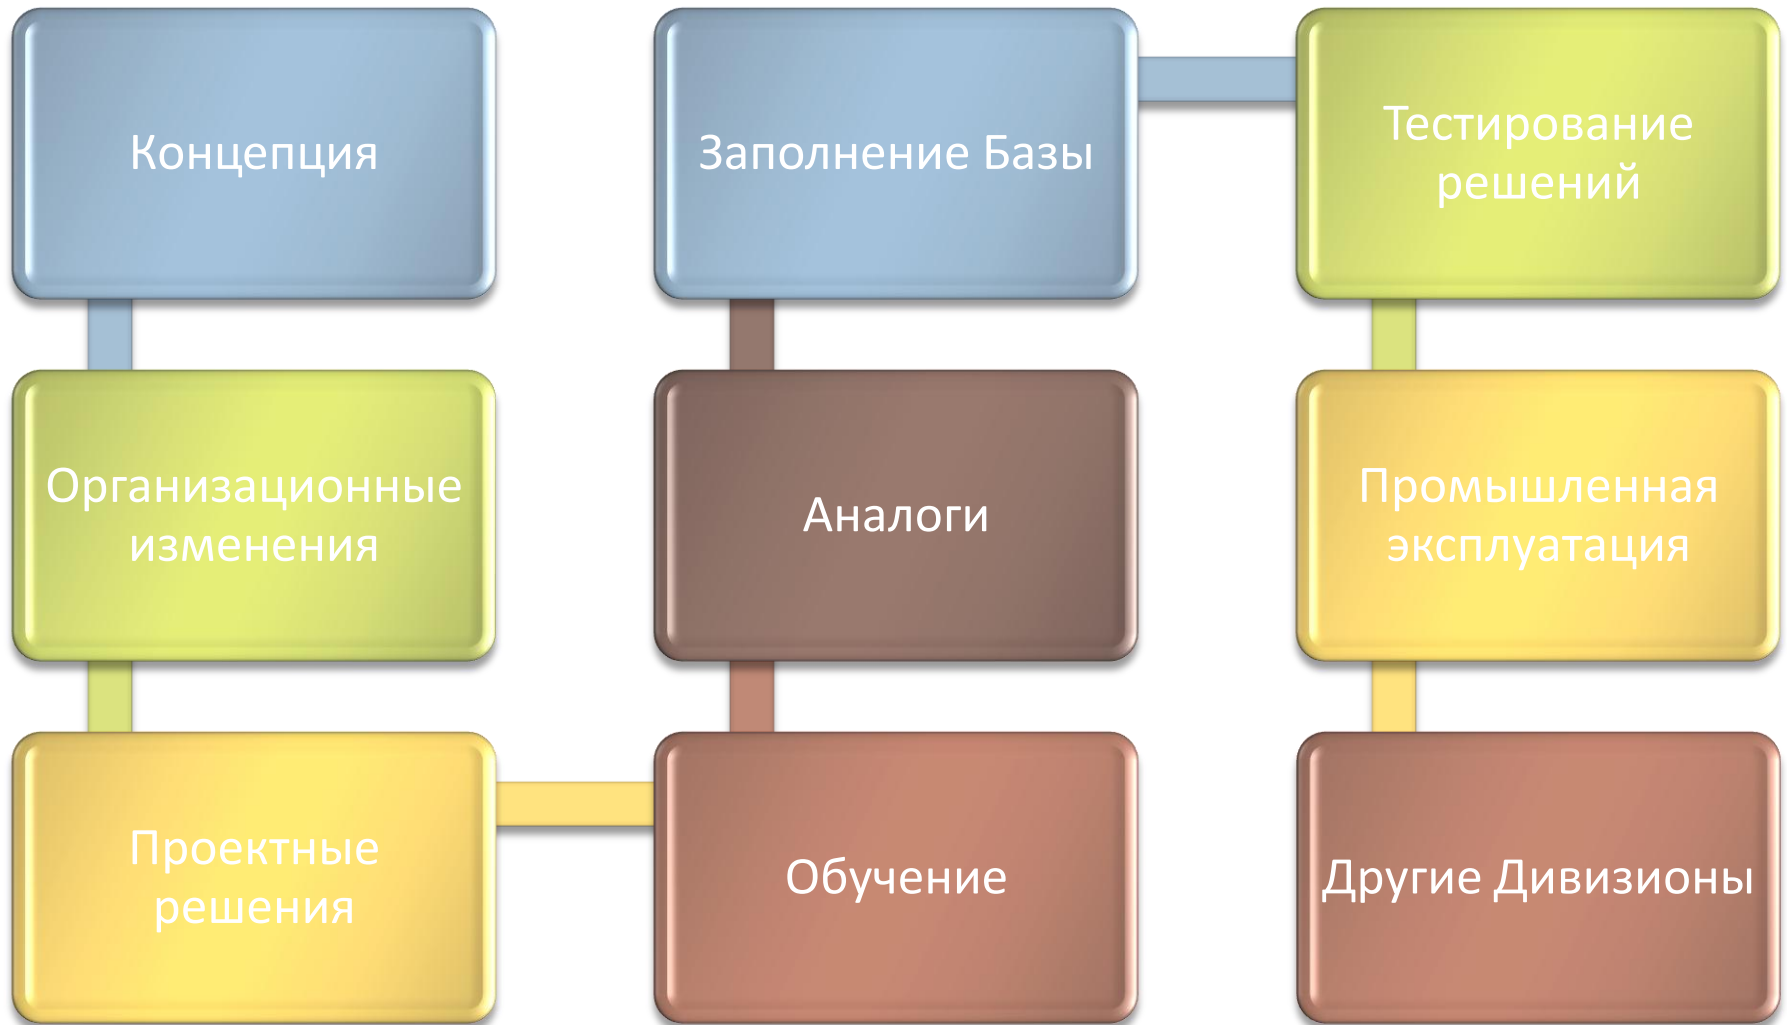 Концепция
Организационные
изменения
Проектные
решения
Обучение
Аналоги
Заполнение Базы
Тестирование
решений
Промышленная
эксплуатация
Другие Дивизионы